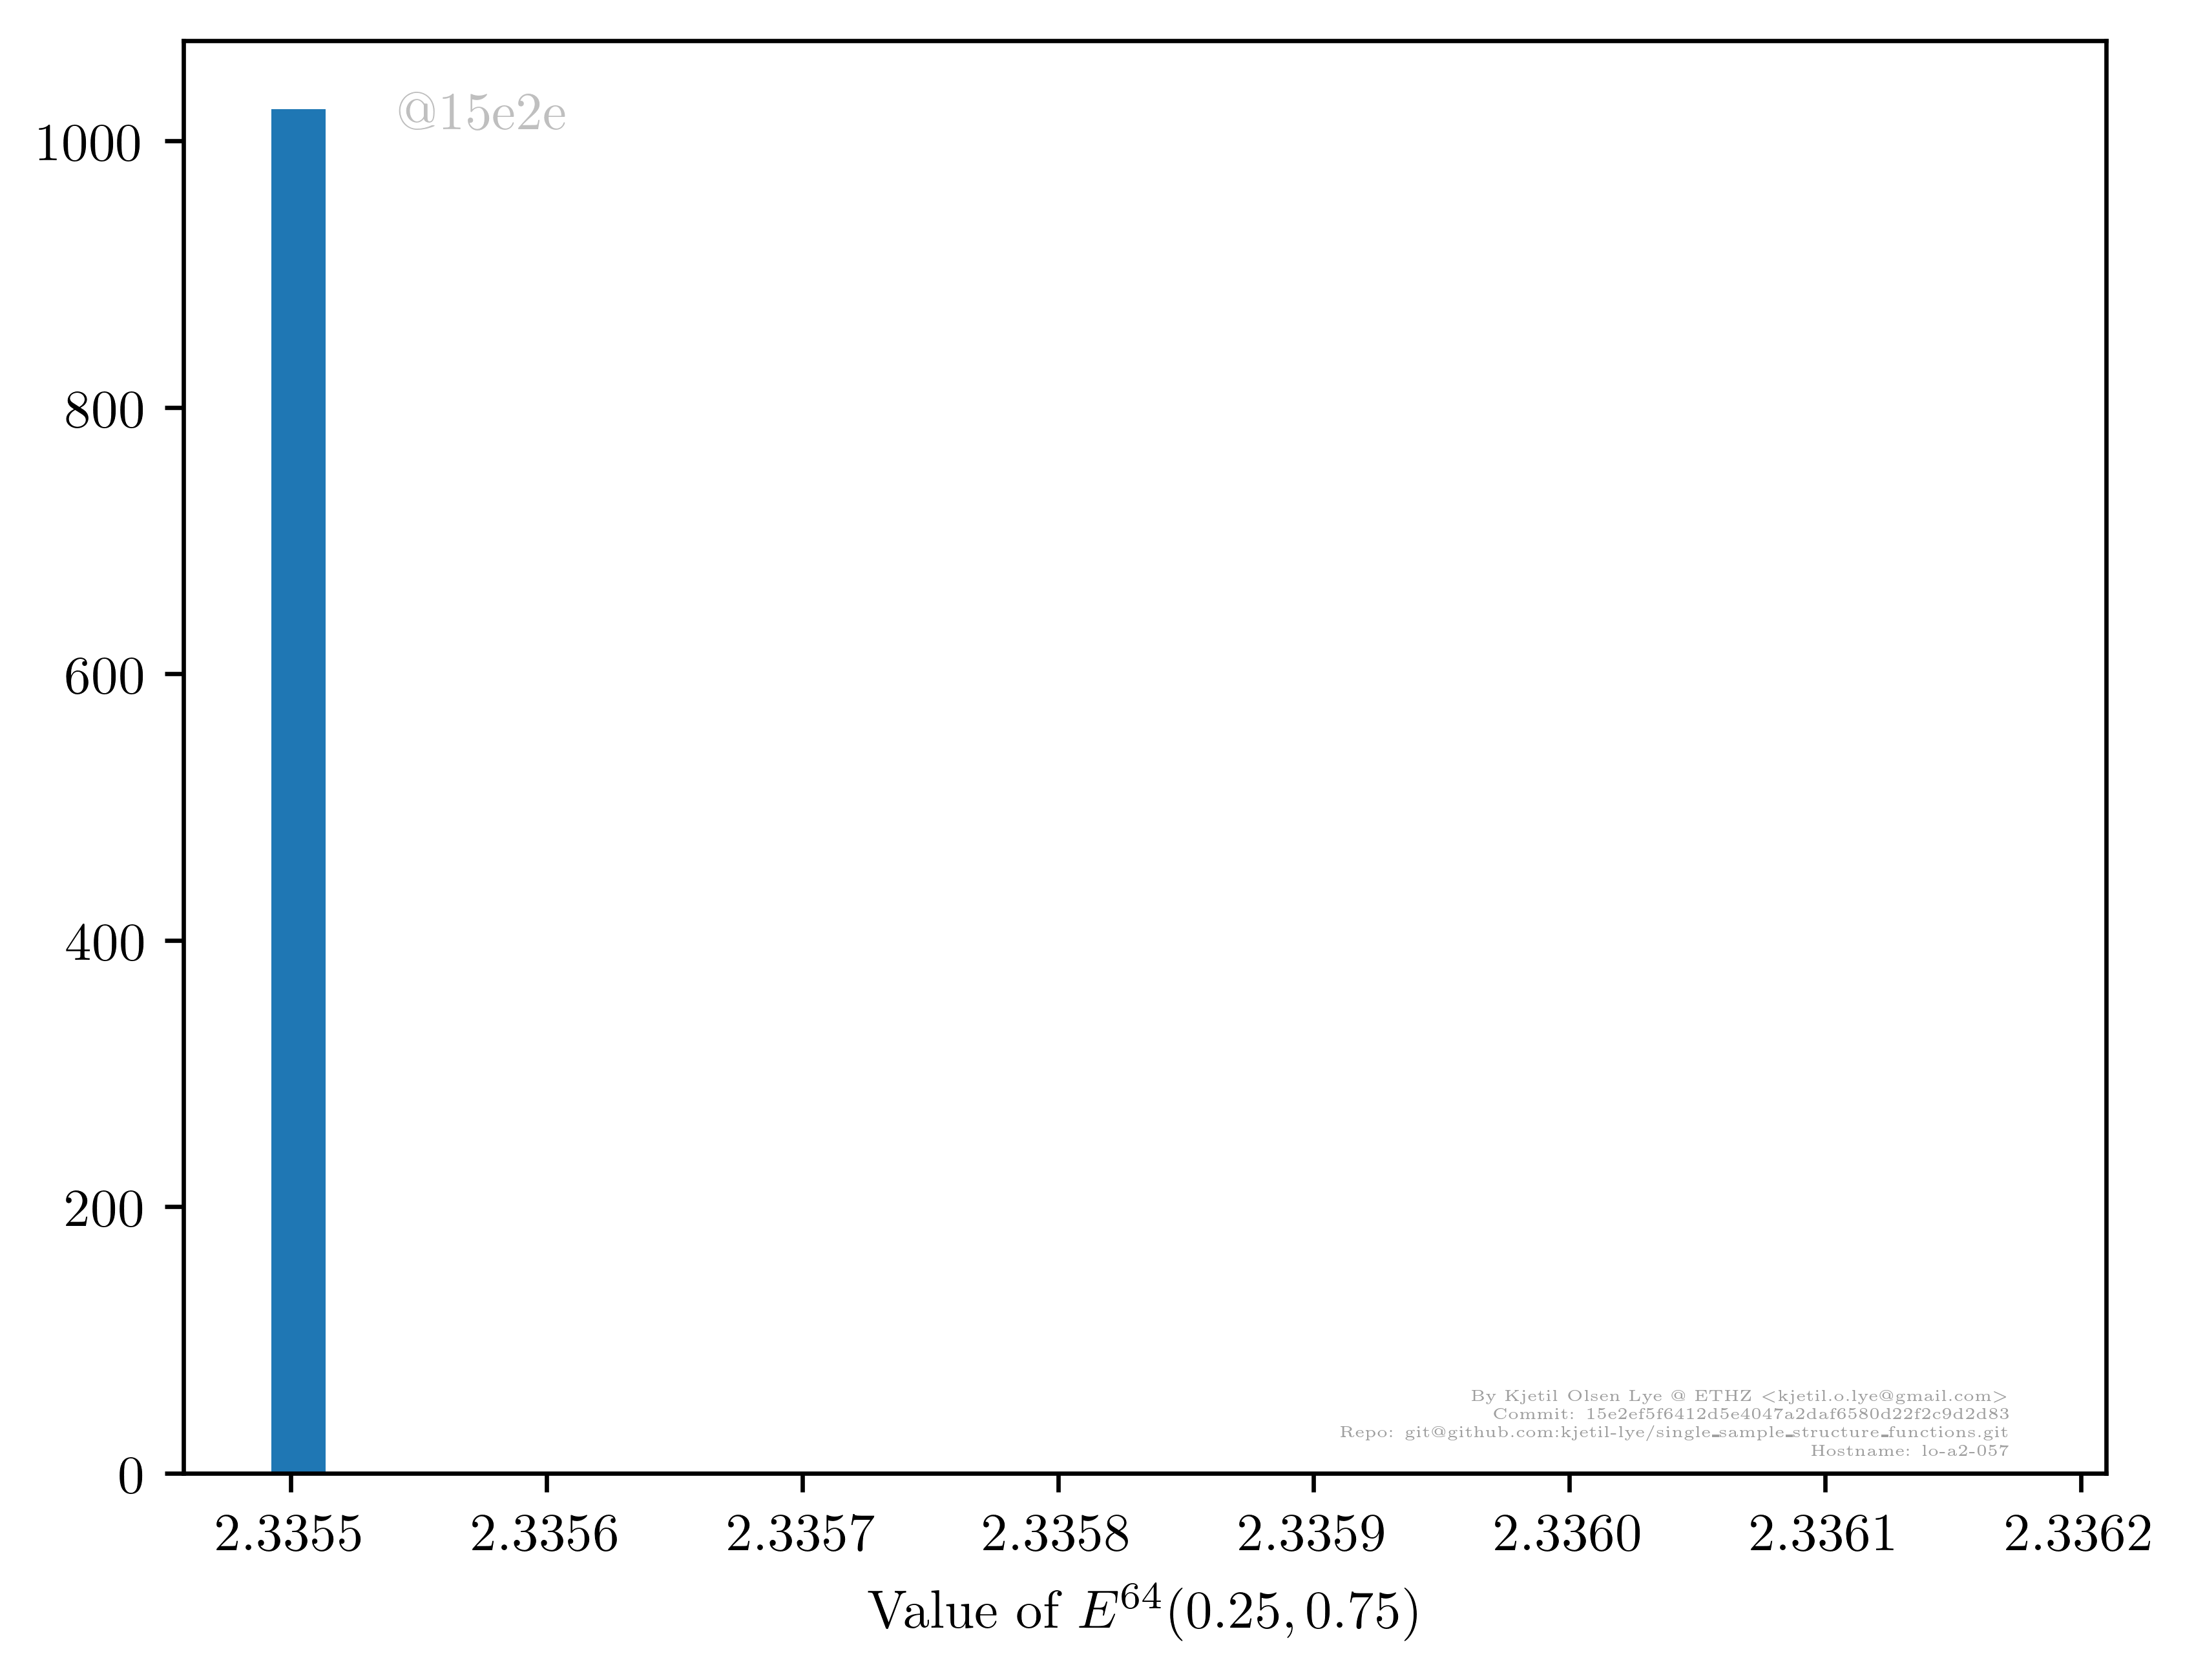 @15e2e
1000
800
600
400
200
0
By Kjetil Olsen Lye @ ETHZ <kjetil.o.lye@gmail.com>
Commit: 15e2ef5f6412d5e4047a2daf6580d22f2c9d2d83
Repo: git@github.com:kjetil-lye/single_sample_structure_functions.git
Hostname: lo-a2-057
2.3355 2.3356 2.3357 2.3358 2.3359 2.3360 2.3361 2.3362
Value of $E^{64}(0.25, 0.75)$